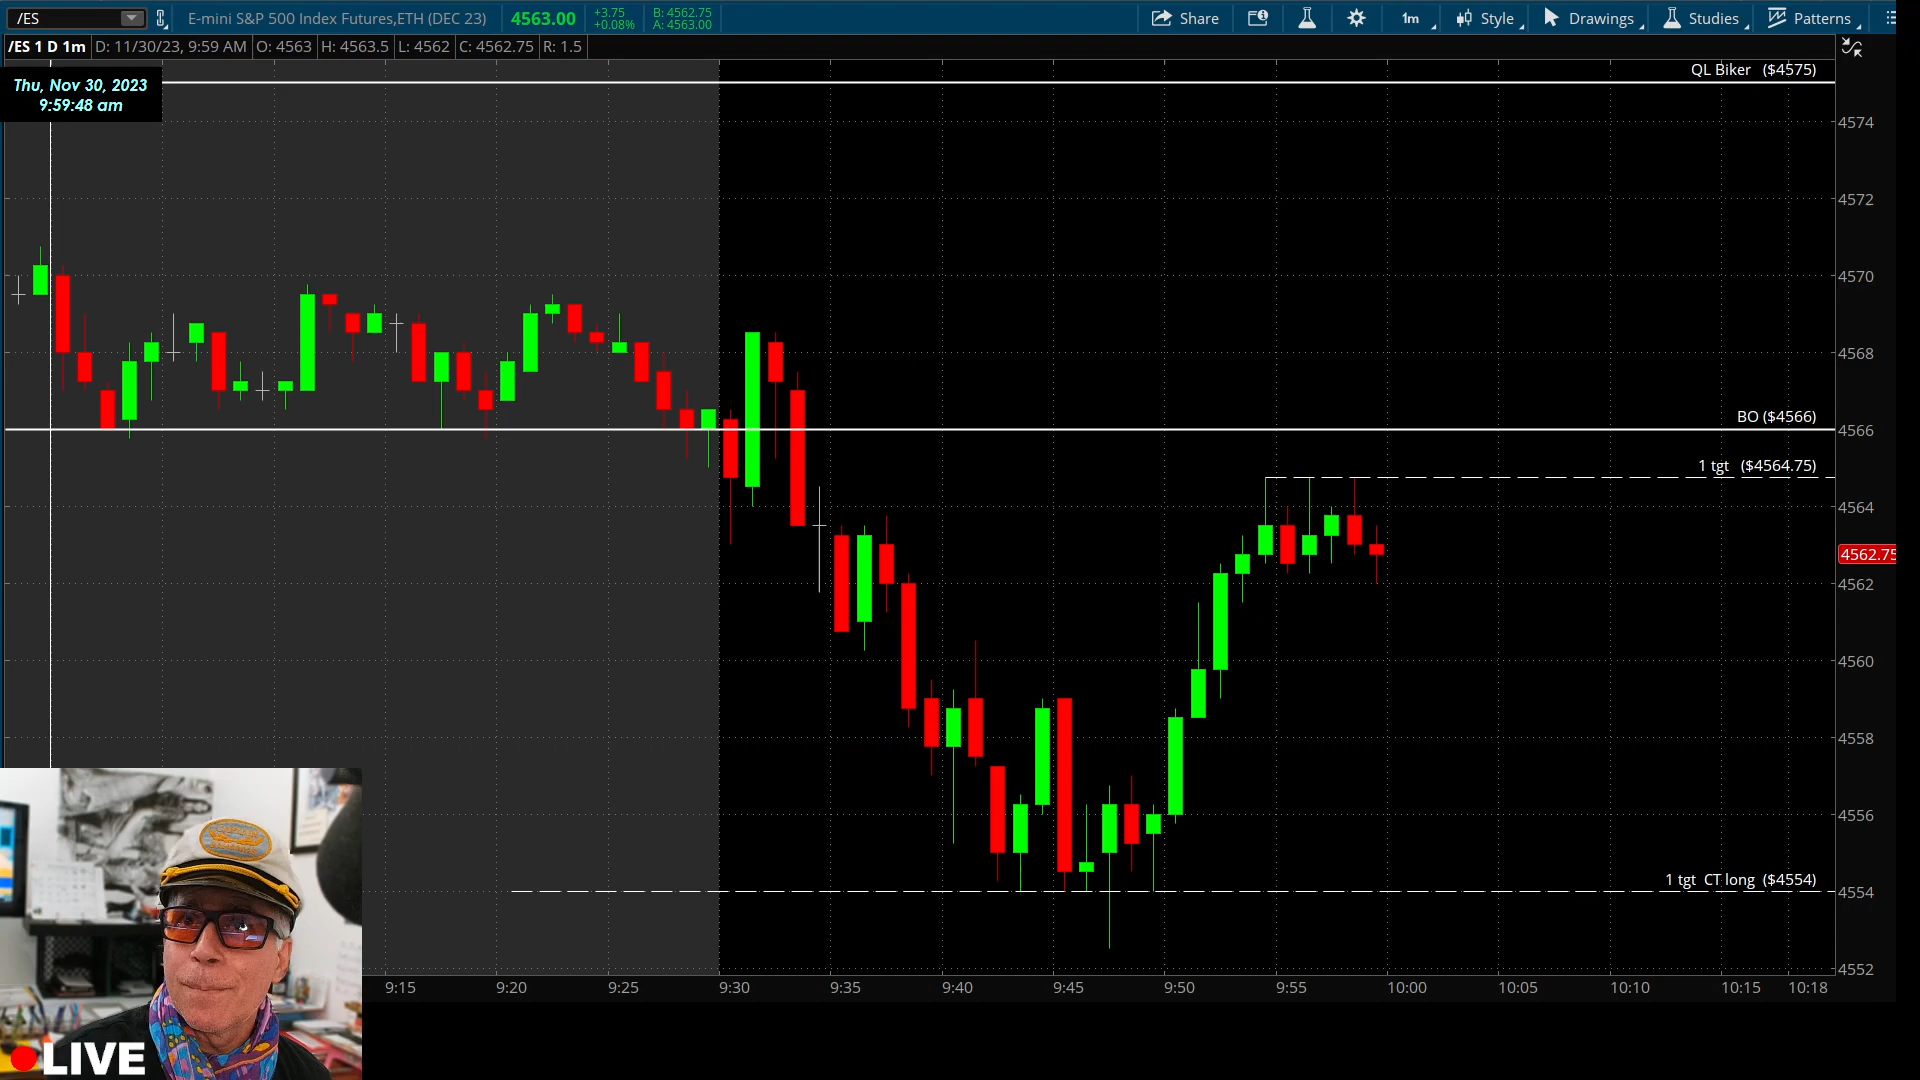 /ES
E-mini S&P 500 Index Futures,ETH (DEC 23)
4563.00
+3.75
+0.08%
B: 4562.75
A: 4563.00
Share
1m
Style
Drawings
Studies
Patterns
/ES 1 D 1m
D: 11/30/23, 9:59 AM
O: 4563
H: 4563.5
L: 4562
C: 4562.75
R: 1.5
Thu, Nov 30, 2023
9:59:48 am
QL Biker ($4575)
4574
4572
4570
4568
BO ($4566)
4566
1 tgt ($4564.75)
4564
4562.75
4562
4560
4558
4556
1 tgt CT long ($4554)
4554
4552
9:15
9:20
9:25
9:30
9:35
9:40
9:45
9:50
9:55
10:00
10:05
10:10
10:15
10:18
LIVE